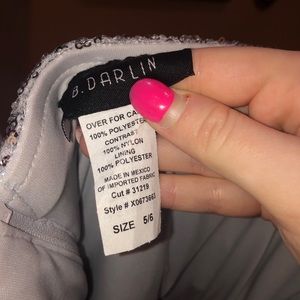 B. DARLIN
OVER FOR CA
100% POLYESTER
CONTRAST
100% NYLON
LINING
100% POLYESTER
MADE IN MEXICO
OF IMPORTED FABRIC
Cut # 31219
Style # X0673663
SIZE 5/6